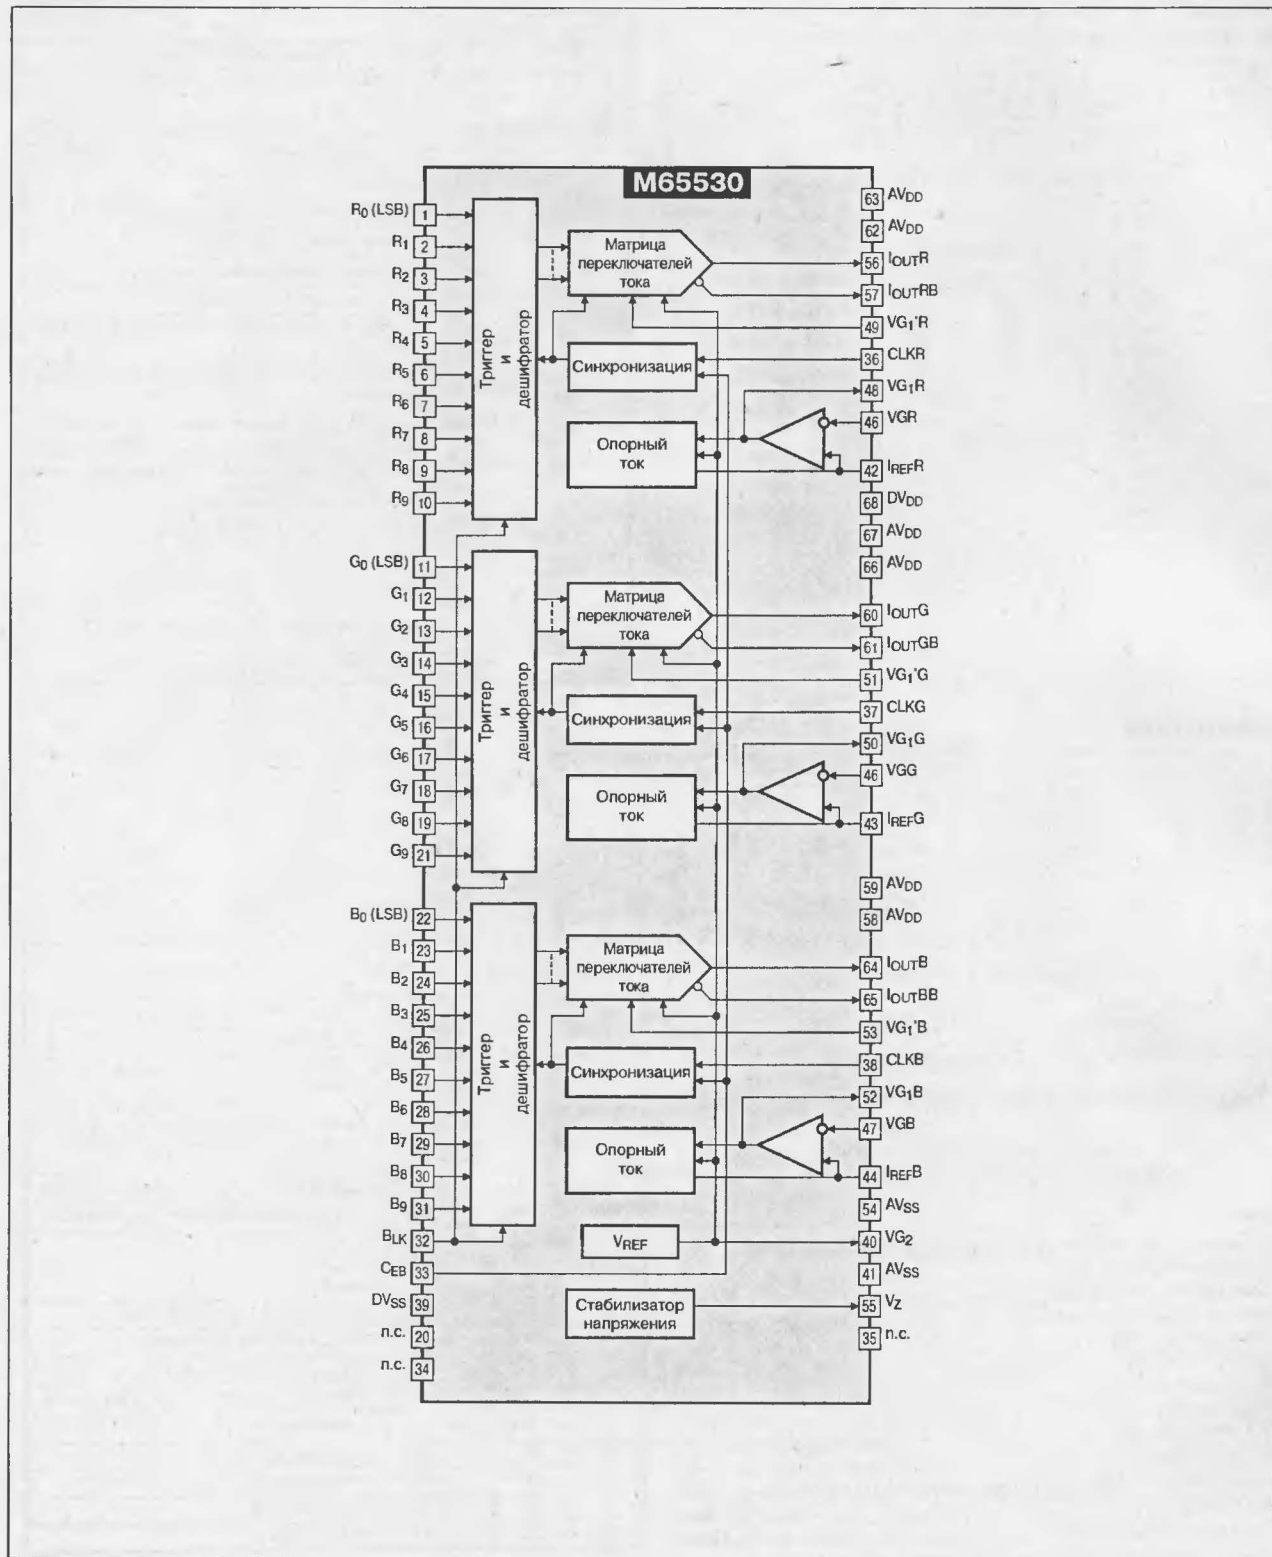 M65530
R0 (LSB) 1
R1 2
R2 3
R3 4
R4 5
R5 6
R6 7
R7 8
R8 9
R9 10
Триггер
и
дешифратор
Матрица
переключателей
тока
Синхронизация
Опорный
ток
63 AVDD
62 AVDD
56 IOUTR
57 IOUTRB
49 VG1'R
36 CLKR
48 VG1R
46 VGR
42 IREFR
68 DVDD
67 AVDD
66 AVDD
G0 (LSB) 11
G1 12
G2 13
G3 14
G4 15
G5 16
G6 17
G7 18
G8 19
G9 21
Триггер
и
дешифратор
Матрица
переключателей
тока
Синхронизация
Опорный
ток
60 IOUTG
61 IOUTGB
51 VG1'G
37 CLKG
50 VG1G
46 VGG
43 IREFG
59 AVDD
58 AVDD
B0 (LSB) 22
B1 23
B2 24
B3 25
B4 26
B5 27
B6 28
B7 29
B8 30
B9 31
BLK 32
CEB 33
DVSS 39
n.c. 20
n.c. 34
Триггер
и
дешифратор
Матрица
переключателей
тока
Синхронизация
Опорный
ток
VREF
Стабилизатор
напряжения
64 IOUTB
65 IOUTBB
53 VG1'B
38 CLKB
52 VG1B
47 VGB
44 IREFB
54 AVSS
40 VG2
41 AVSS
55 VZ
35 n.c.